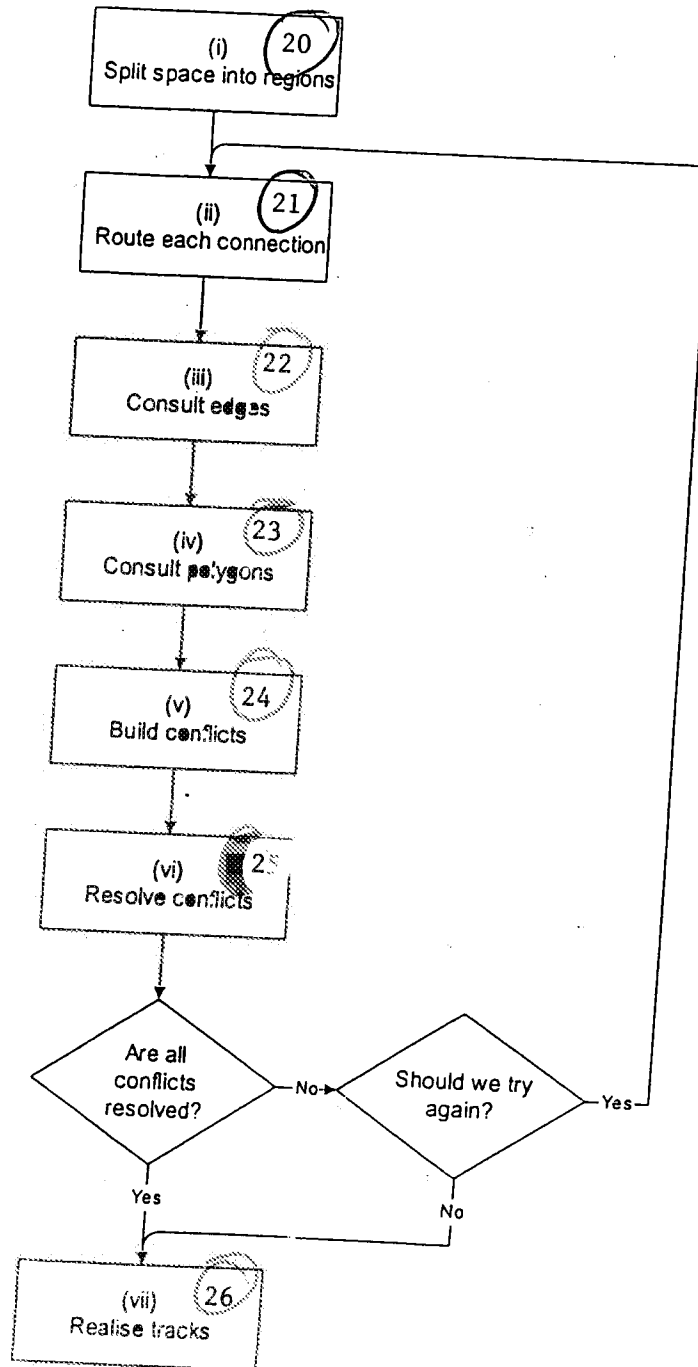 20
(i)
Split space into regions
21
(ii)
Route each connection
22
(iii)
Consult edges
23
(iv)
Consult polygons
24
(v)
Build conflicts
25
(vi)
Resolve conflicts
Are all
conflicts
resolved?
No
Should we try
again?
Yes
Yes
No
26
(vii)
Realise tracks